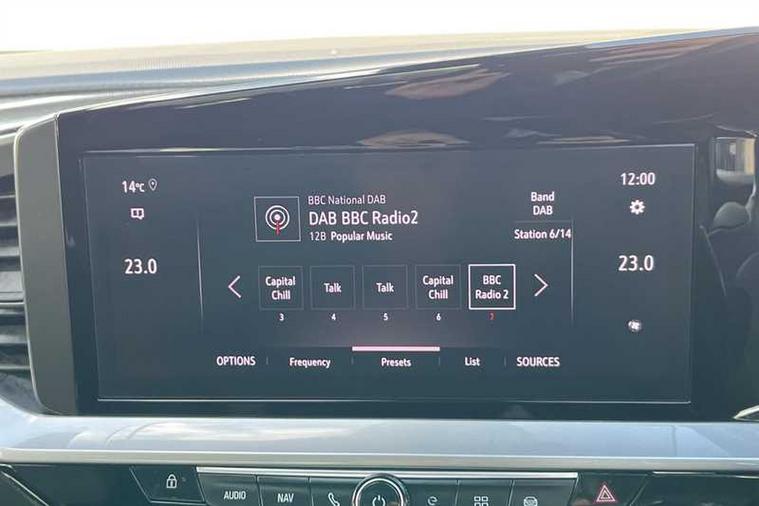 14°C
12:00
BBC National DAB
DAB BBC Radio2
12B Popular Music
Band
DAB
Station 6/14
23.0
23.0
Capital
Chill
Talk
Talk
Capital
Chill
BBC
Radio 2
3
4
5
6
7
OPTIONS
Frequency
Presets
List
SOURCES
AUDIO
NAV